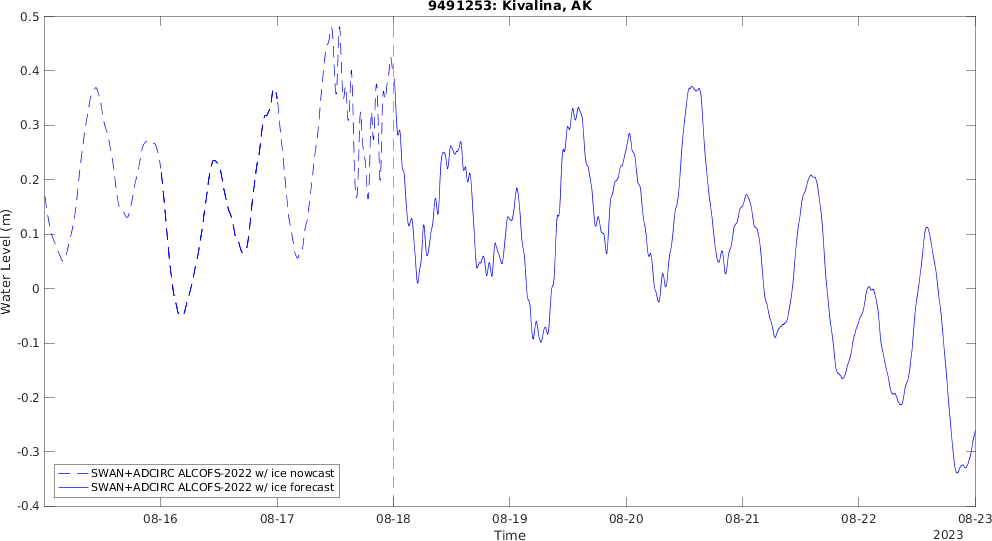 9491253: Kivalina, AK
0.5
0.4
0.3
0.2
0.1
0
-0.1
-0.2
-0.3
-0.4
Water Level (m)
SWAN+ADCIRC ALCOFS-2022 w/ ice nowcast
SWAN+ADCIRC ALCOFS-2022 w/ ice forecast
08-16 08-17 08-18 08-19 08-20 08-21 08-22 08-23
Time
2023